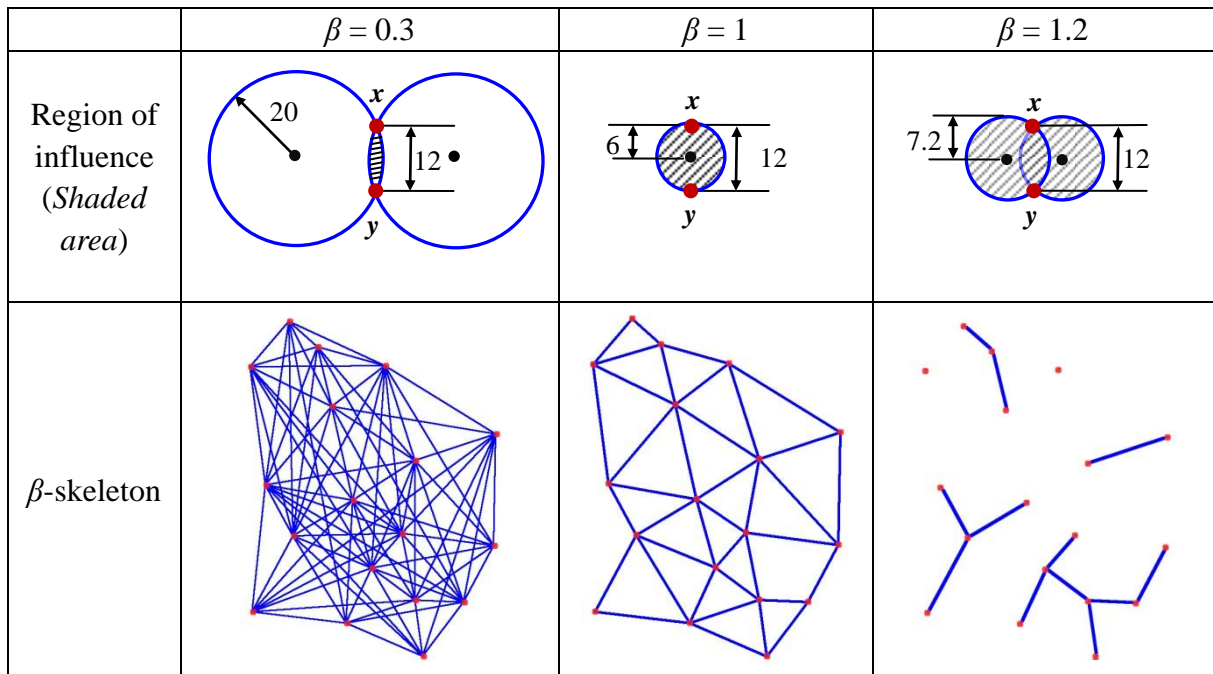 β = 0.3
β = 1
β = 1.2
Region of
influence
(Shaded
area)
20
x
12
y
x
6
12
y
x
7.2
12
y
β-skeleton